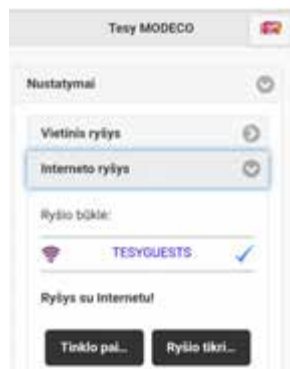 Tesy MODECO
Nustatymai
Vietinis ryšys
Interneto ryšys
Ryšio būklė:
TESYGUESTS
Ryšys su Internetu!
Tinklo pai...
Ryšio tikri...